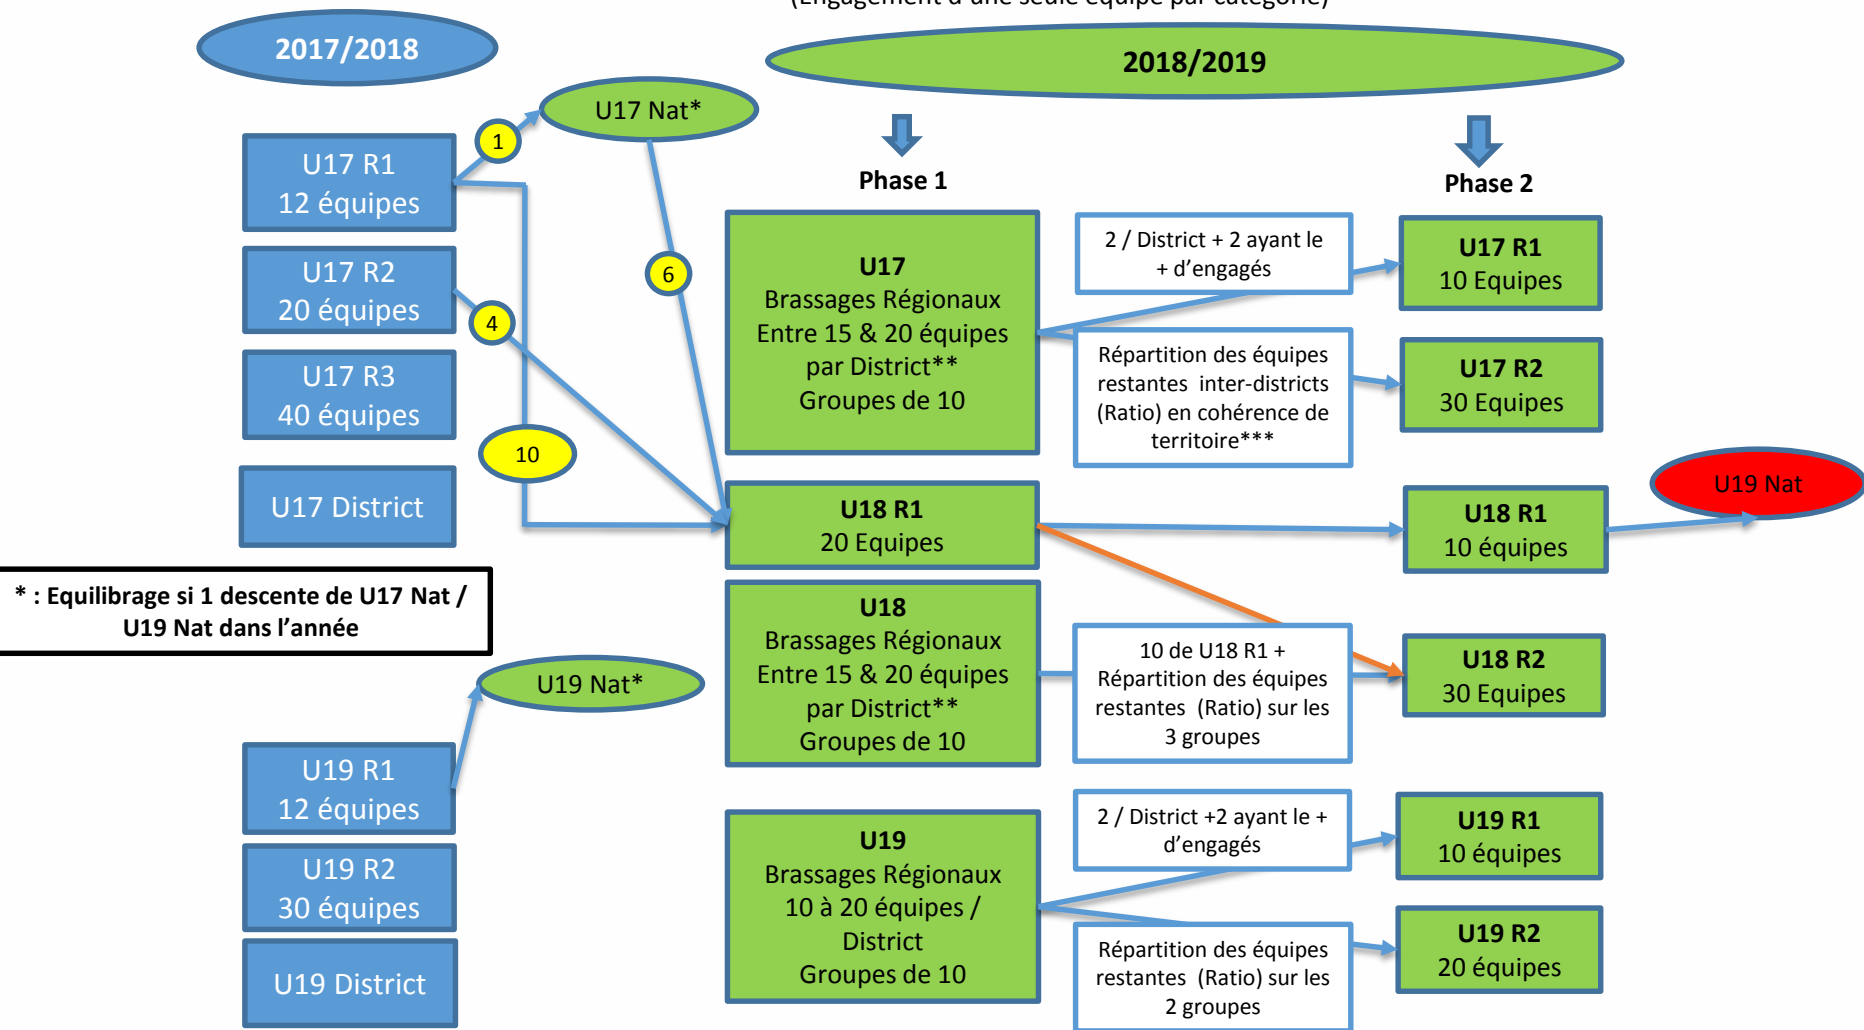 (Engagement d'une seule équipe par catégorie)
2017/2018
2018/2019
U17 Nat*
1
U17 R1
12 équipes
U17 R2
20 équipes
4
6
U17 R3
40 équipes
10
U17 District
* : Equilibrage si 1 descente de U17 Nat /
U19 Nat dans l'année
U19 Nat*
U19 R1
12 équipes
U19 R2
30 équipes
U19 District
Phase 1
Phase 2
U17
Brassages Régionaux
Entre 15 & 20 équipes
par District**
Groupes de 10
2 / District + 2 ayant le
+ d'engagés
U17 R1
10 Equipes
Répartition des équipes
restantes inter-districts
(Ratio) en cohérence de
territoire***
U17 R2
30 Equipes
U18 R1
20 Equipes
U18 R1
10 équipes
U19 Nat
U18
Brassages Régionaux
Entre 15 & 20 équipes
par District**
Groupes de 10
10 de U18 R1 +
Répartition des équipes
restantes (Ratio) sur les
3 groupes
U18 R2
30 Equipes
U19
Brassages Régionaux
10 à 20 équipes /
District
Groupes de 10
2 / District +2 ayant le +
d'engagés
U19 R1
10 équipes
Répartition des équipes
restantes (Ratio) sur les
2 groupes
U19 R2
20 équipes